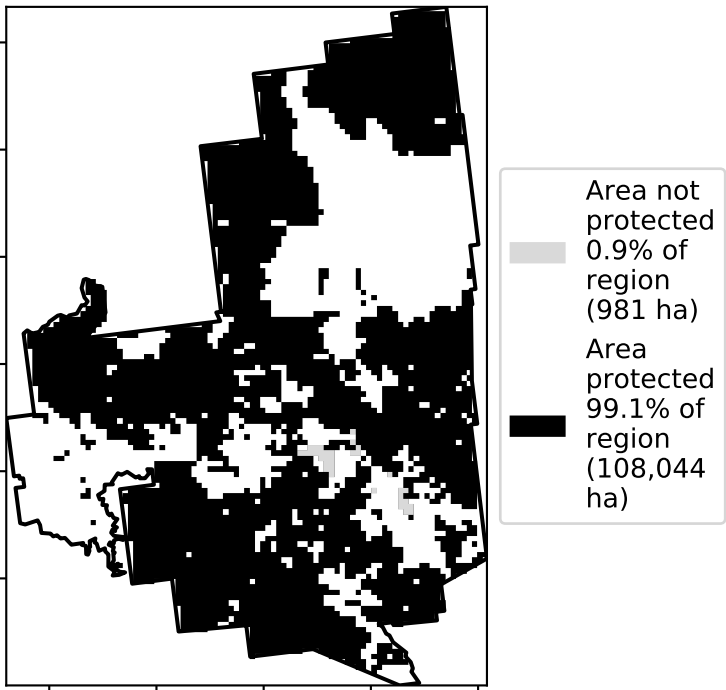 Area not
protected
0.9% of
region
(981 ha)
Area
protected
99.1% of
region
(108,044
ha)